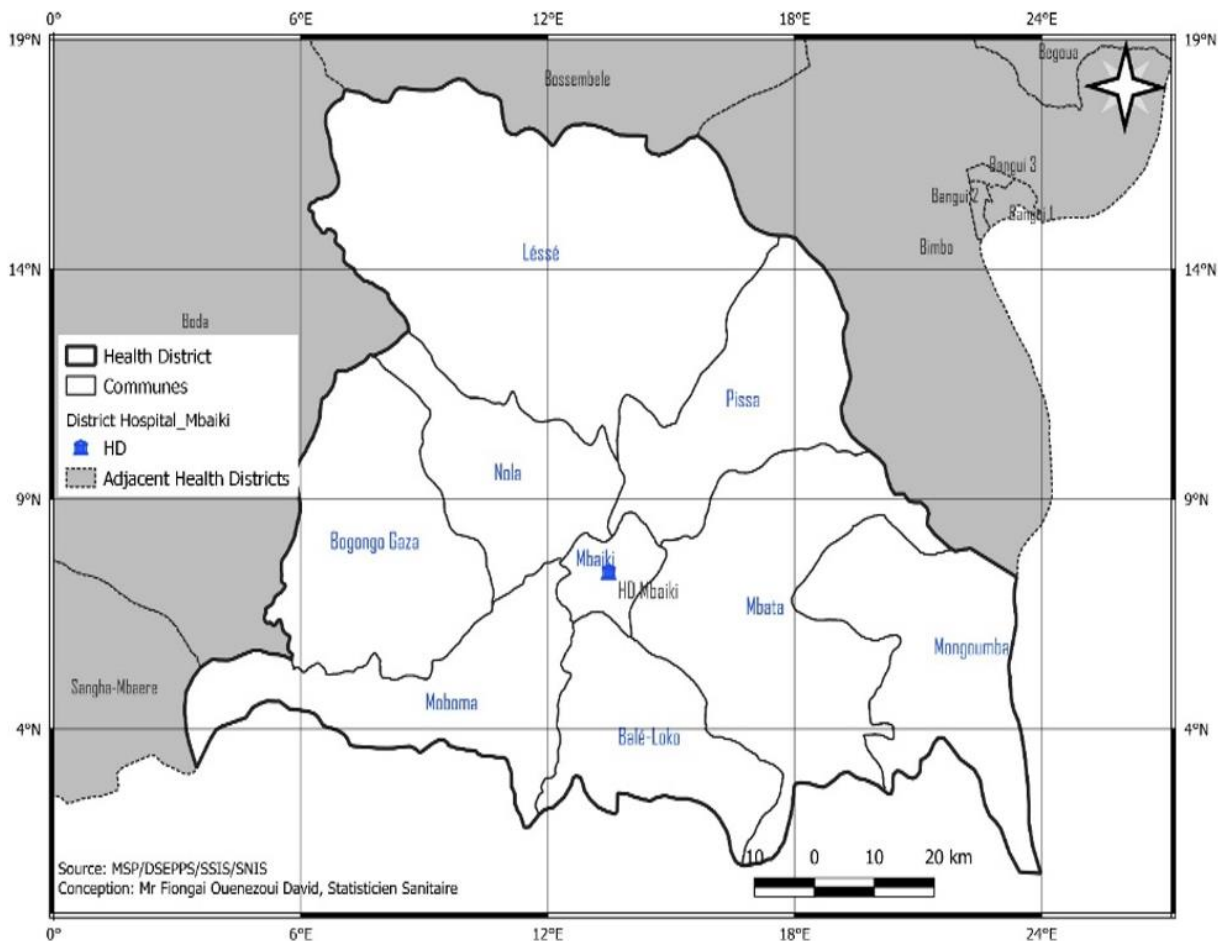 0° 6°E 12°E 18°E 24°E
19°N 19°N
Begoua
Bossembele
Bangui 3
Bangui 2
Bangui 1
Bimbo
Léssé
14°N 14°N
Boda
Health District
Communes
District Hospital_Mbaiki
HD
Adjacent Health Districts
Pissa
Nola
9°N 9°N
Bogongo Gaza
Mbaiki
HD Mbaiki
Mbata
Mongoumba
Sangha-Mbaere
Moboma
4°N 4°N
Balé-Loko
10 0 10 20 km
Source: MSP/DSEPPS/SSIS/SNIS
Conception: Mr Fiongai Ouenezoui David, Statisticien Sanitaire
0° 6°E 12°E 18°E 24°E